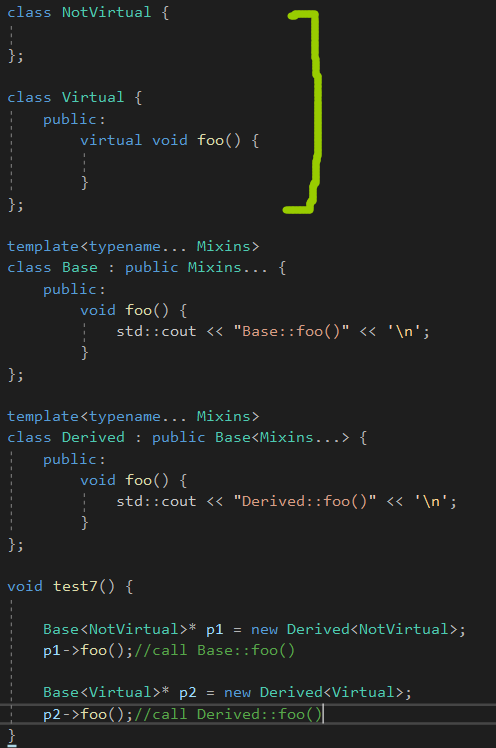 class NotVirtual {
};
class Virtual {
public:
virtual void foo() {
}
};
template<typename... Mixins>
class Base : public Mixins... {
public:
void foo() {
std::cout << "Base::foo()" << '\n';
}
};
template<typename... Mixins>
class Derived : public Base<Mixins...> {
public:
void foo() {
std::cout << "Derived::foo()" << '\n';
}
};
void test7() {
Base<NotVirtual>* p1 = new Derived<NotVirtual>;
p1->foo();//call Base::foo()
Base<Virtual>* p2 = new Derived<Virtual>;
p2->foo();//call Derived::foo()
}